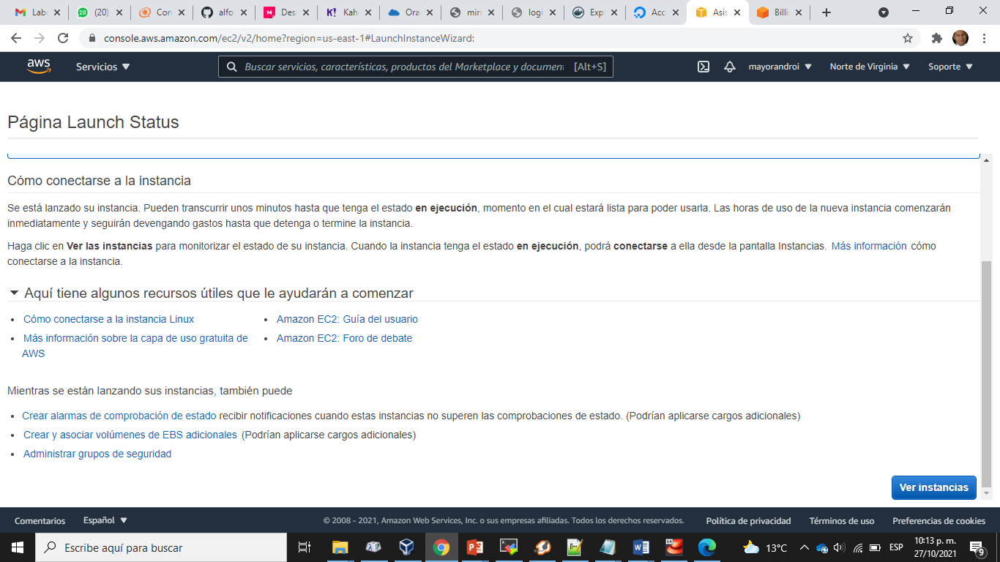 Labo
(20)
Con
alfo
Des
Kah
Ora
mirr
logi
Exp
Acc
Asis
Billi
console.aws.amazon.com/ec2/v2/home?region=us-east-1#LaunchInstanceWizard:
aws
Servicios
Buscar servicios, características, productos del Marketplace y document
[Alt+S]
mayorandroi
Norte de Virginia
Soporte
Página Launch Status
Cómo conectarse a la instancia
Se está lanzado su instancia. Pueden transcurrir unos minutos hasta que tenga el estado en ejecución, momento en el cual estará lista para poder usarla. Las horas de uso de la nueva instancia comenzarán
inmediatamente y seguirán devengando gastos hasta que detenga o termine la instancia.
Haga clic en Ver las instancias para monitorizar el estado de su instancia. Cuando la instancia tenga el estado en ejecución, podrá conectarse a ella desde la pantalla Instancias. Más información cómo
conectarse a la instancia.
Aquí tiene algunos recursos útiles que le ayudarán a comenzar
Cómo conectarse a la instancia Linux
Más información sobre la capa de uso gratuita de
AWS
Amazon EC2: Guía del usuario
Amazon EC2: Foro de debate
Mientras se están lanzando sus instancias, también puede
Crear alarmas de comprobación de estado recibir notificaciones cuando estas instancias no superen las comprobaciones de estado. (Podrían aplicarse cargos adicionales)
Crear y asociar volúmenes de EBS adicionales (Podrían aplicarse cargos adicionales)
Administrar grupos de seguridad
Ver instancias
Comentarios
Español
© 2008 - 2021, Amazon Web Services, Inc. o sus empresas afiliadas. Todos los derechos reservados.
Política de privacidad
Términos de uso
Preferencias de cookies
Escribe aquí para buscar
13°C
ESP
10:13 p. m.
27/10/2021
9